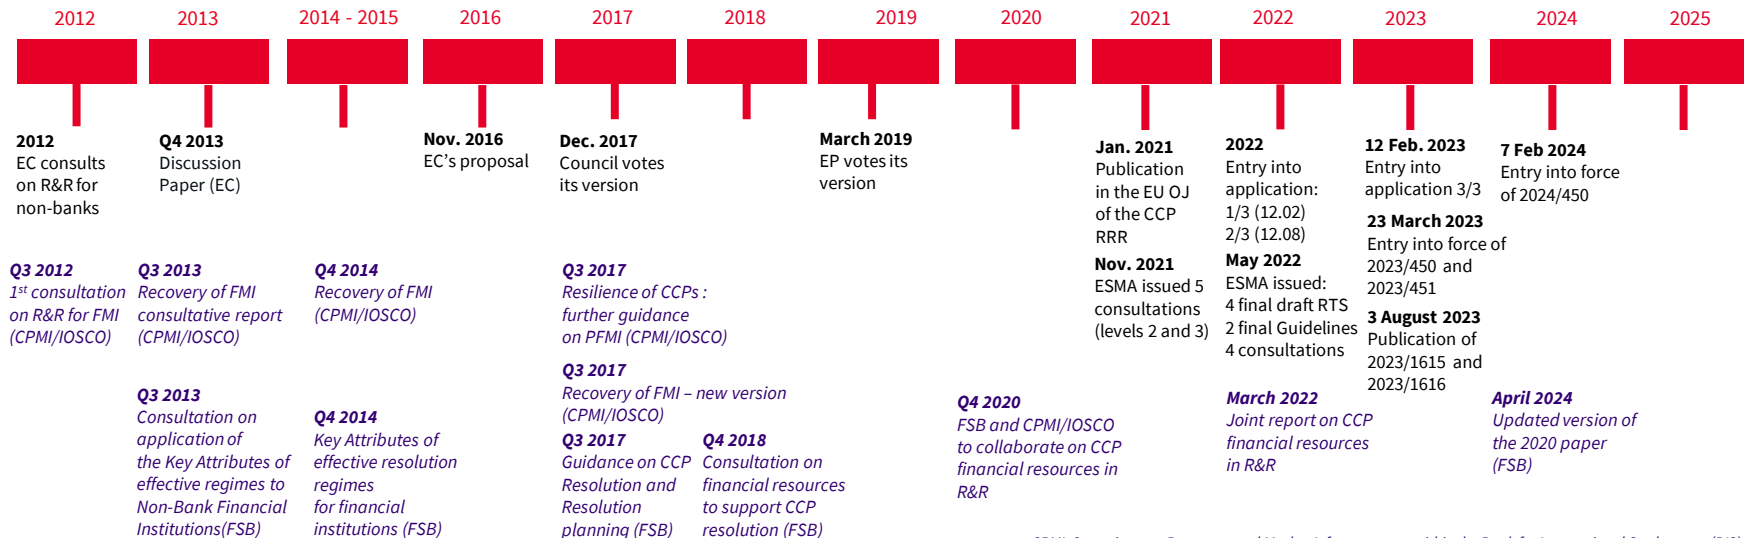 2012
2013
2014 - 2015
2016
2017
2018
2019
2020
2021
2022
2023
2024
2025
2012
EC consults
on R&R for
non-banks
Q4 2013
Discussion
Paper (EC)
Nov. 2016
EC's proposal
Dec. 2017
Council votes
its version
March 2019
EP votes its
version
Jan. 2021
Publication
in the EU OJ
of the CCP
RRR
Nov. 2021
ESMA issued 5
consultations
(levels 2 and 3)
2022
Entry into
application:
1/3 (12.02)
2/3 (12.08)
May 2022
ESMA issued:
4 final draft RTS
2 final Guidelines
4 consultations
12 Feb. 2023
Entry into
application 3/3
23 March 2023
Entry into force of
2023/450 and
2023/451
3 August 2023
Publication of
2023/1615 and
2023/1616
7 Feb 2024
Entry into force
of 2024/450
Q3 2012
1st consultation
on R&R for FMI
(CPMI/IOSCO)
Q3 2013
Recovery of FMI
consultative report
(CPMI/IOSCO)
Q3 2013
Consultation on
application of
the Key Attributes of
effective regimes to
Non-Bank Financial
Institutions(FSB)
Q4 2014
Recovery of FMI
(CPMI/IOSCO)
Q4 2014
Key Attributes of
effective resolution
regimes
for financial
institutions (FSB)
Q3 2017
Resilience of CCPs :
further guidance
on PFMI (CPMI/IOSCO)
Q3 2017
Recovery of FMI – new version
(CPMI/IOSCO)
Q3 2017
Guidance on CCP
Resolution and
Resolution
planning (FSB)
Q4 2018
Consultation on
financial resources
to support CCP
resolution (FSB)
Q4 2020
FSB and CPMI/IOSCO
to collaborate on CCP
financial resources in
R&R
March 2022
Joint report on CCP
financial resources
in R&R
April 2024
Updated version of
the 2020 paper
(FSB)